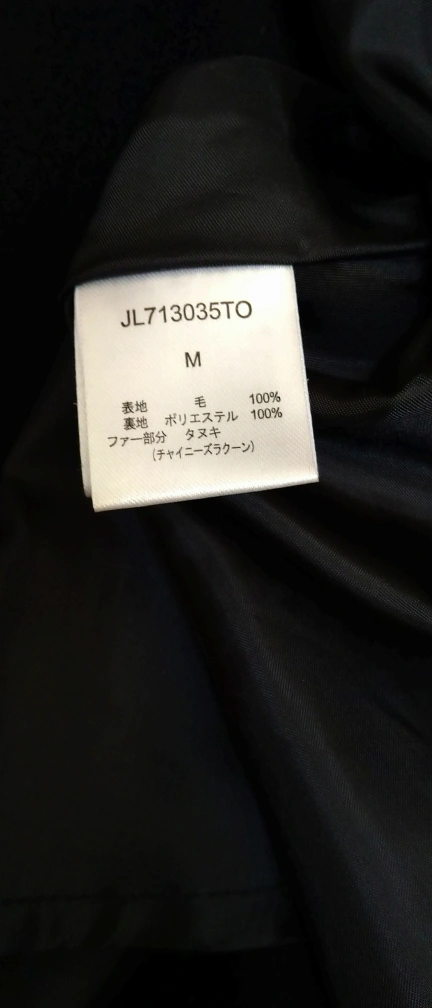 JL713035TO
M
表地 毛 100%
裏地 ポリエステル 100%
ファー部分 タヌキ
(チャイニーズラクーン)